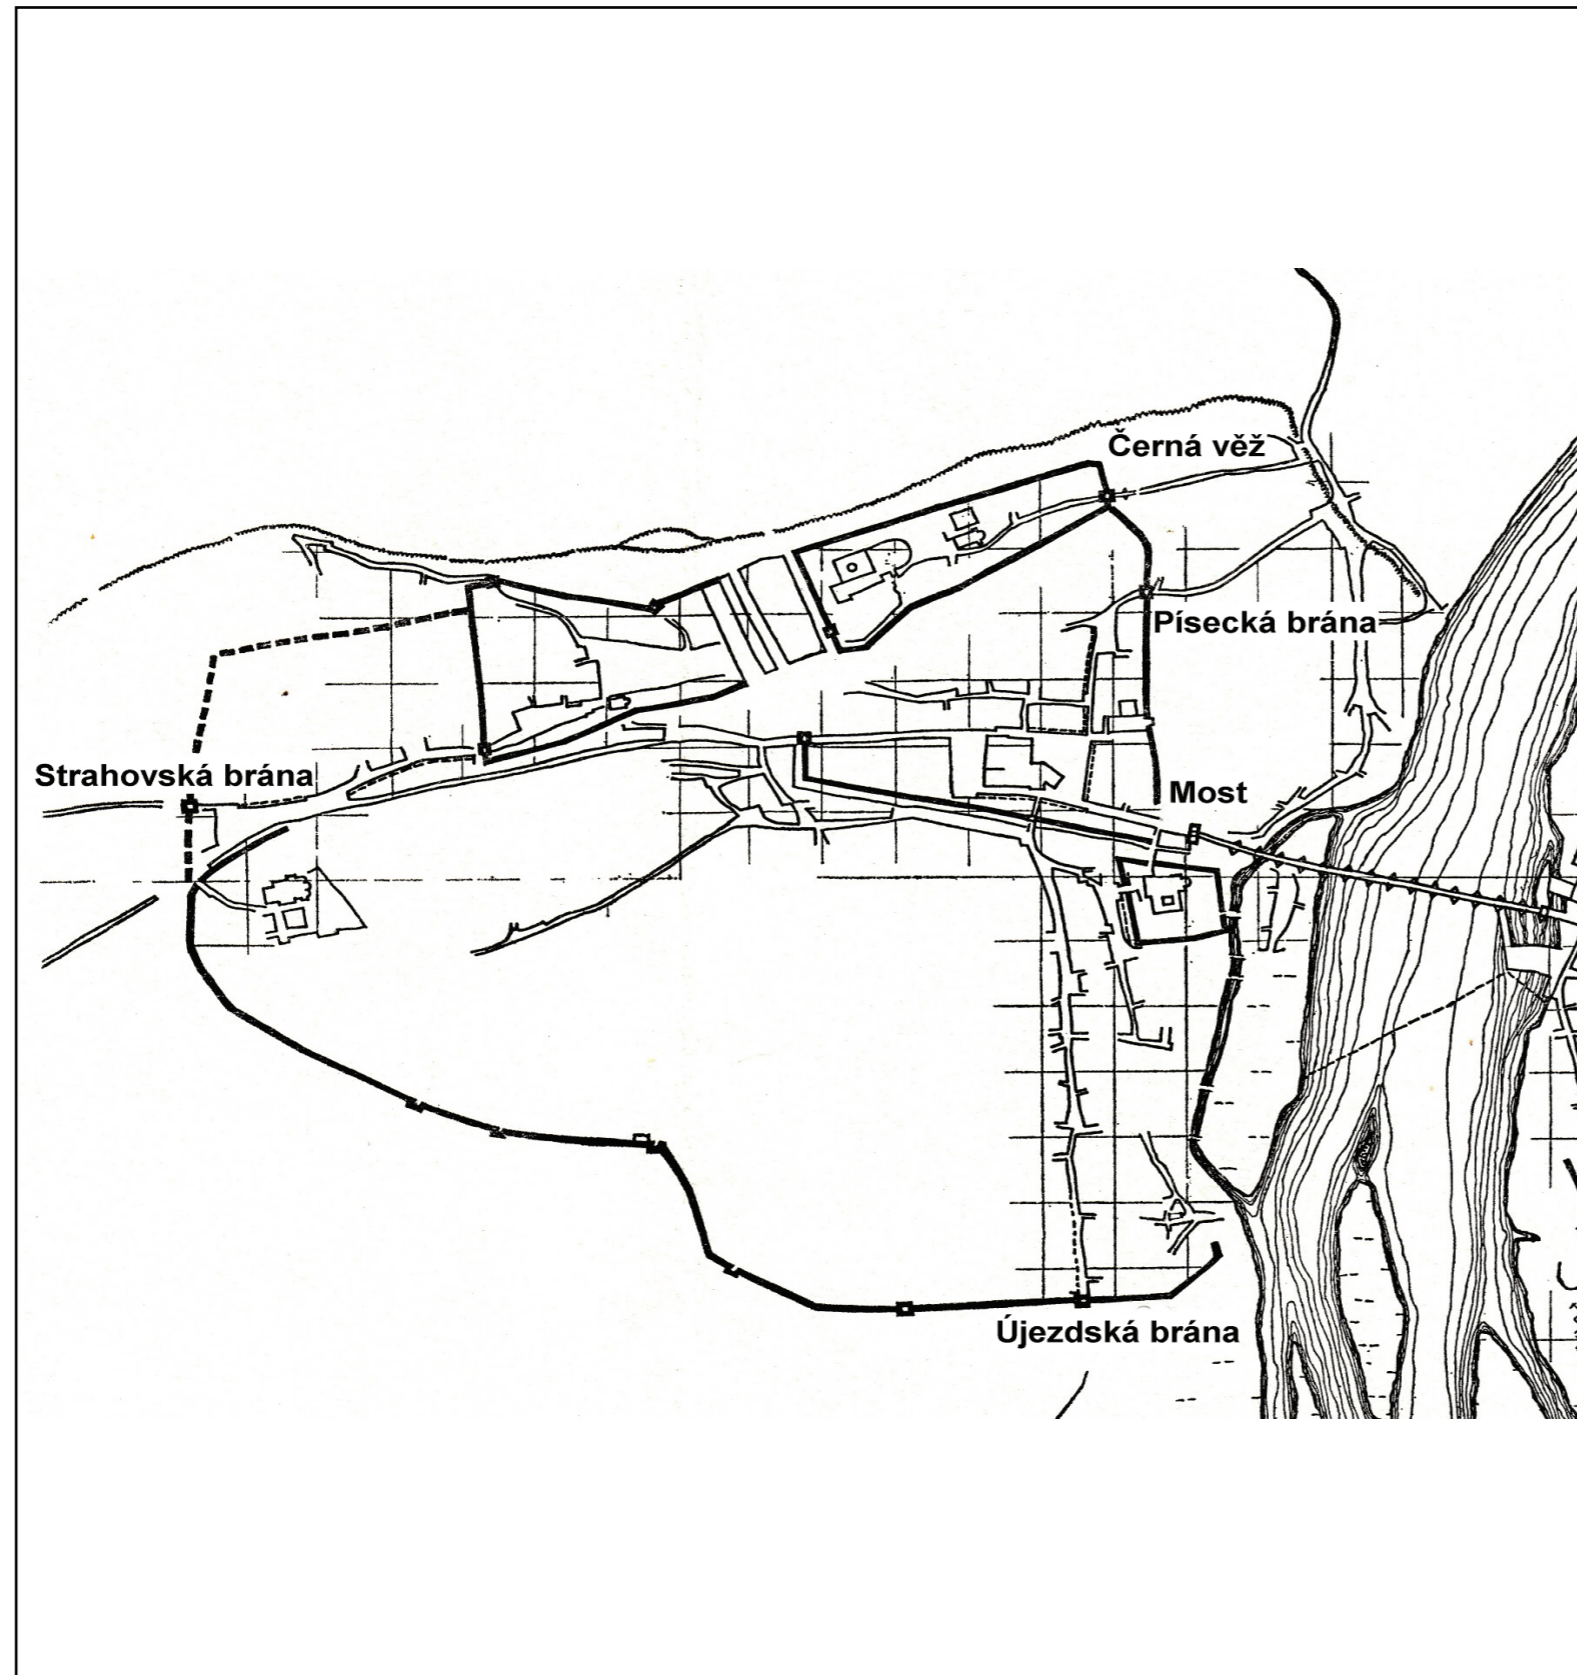 Černá věž
Písecká brána
Strahovská brána
Most
Újezdská brána